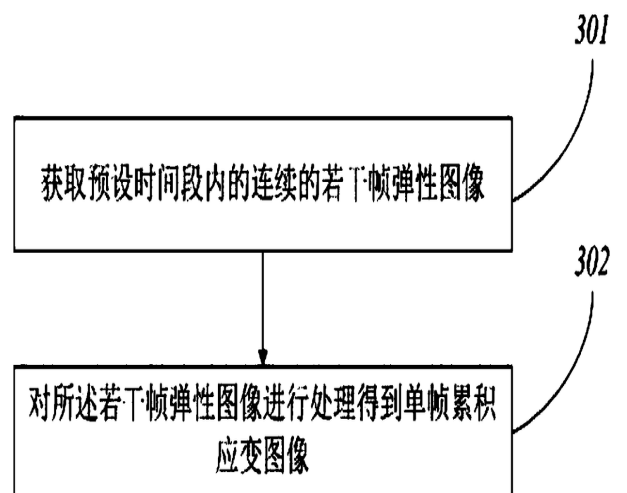 301
获取预设时间段内的连续的若干帧弹性图像
302
对所述若干帧弹性图像进行处理得到单帧累积
应变图像